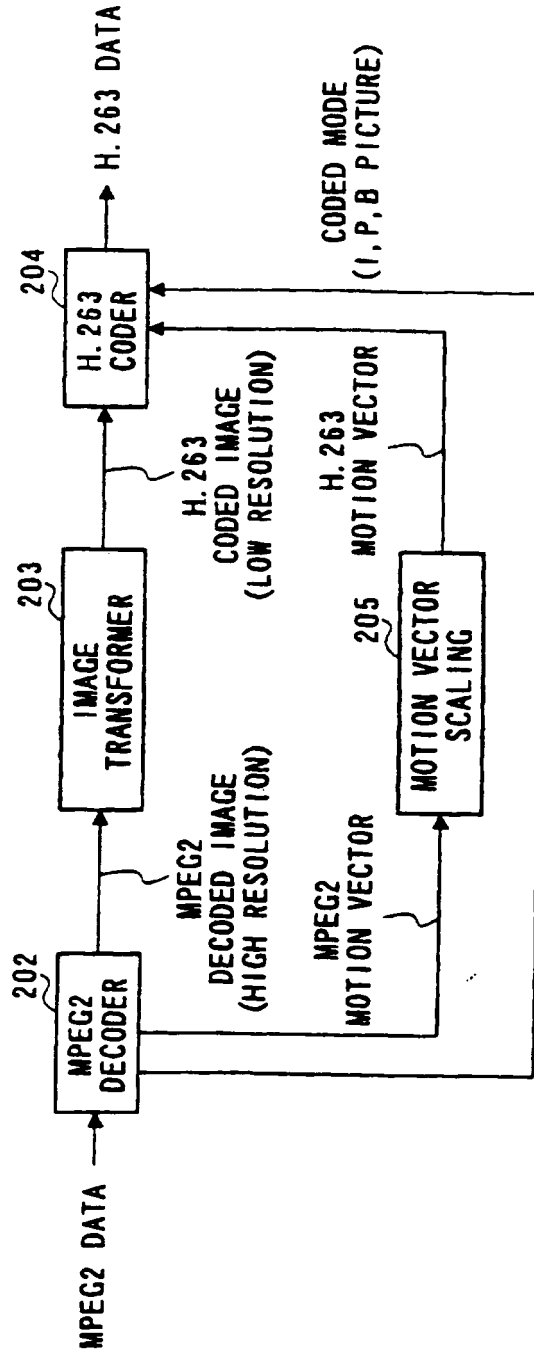 MPEG2 DATA
202
MPEG2
DECODER
MPEG2
DECODED IMAGE
(HIGH RESOLUTION)
203
IMAGE
TRANSFORMER
H.263
CODED IMAGE
(LOW RESOLUTION)
204
H.263
CODER
H.263 DATA
MPEG2
MOTION VECTOR
205
MOTION VECTOR
SCALING
H.263
MOTION VECTOR
CODED MODE
(I, P, B PICTURE)